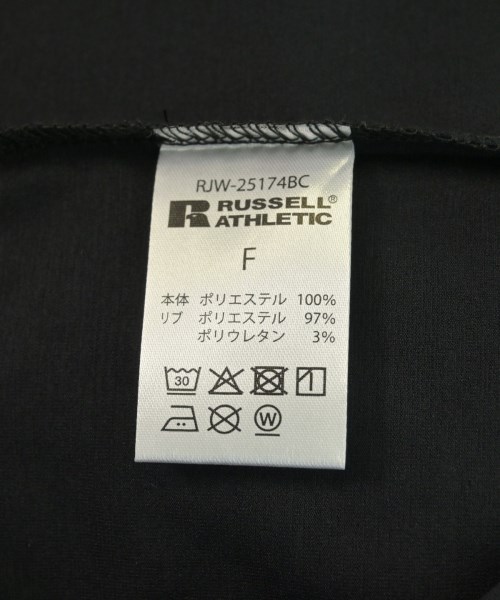 RJW-25174BC
R RUSSELL®
ATHLETIC
F
本体 ポリエステル 100%
リブ ポリエステル 97%
ポリウレタン 3%
30
W